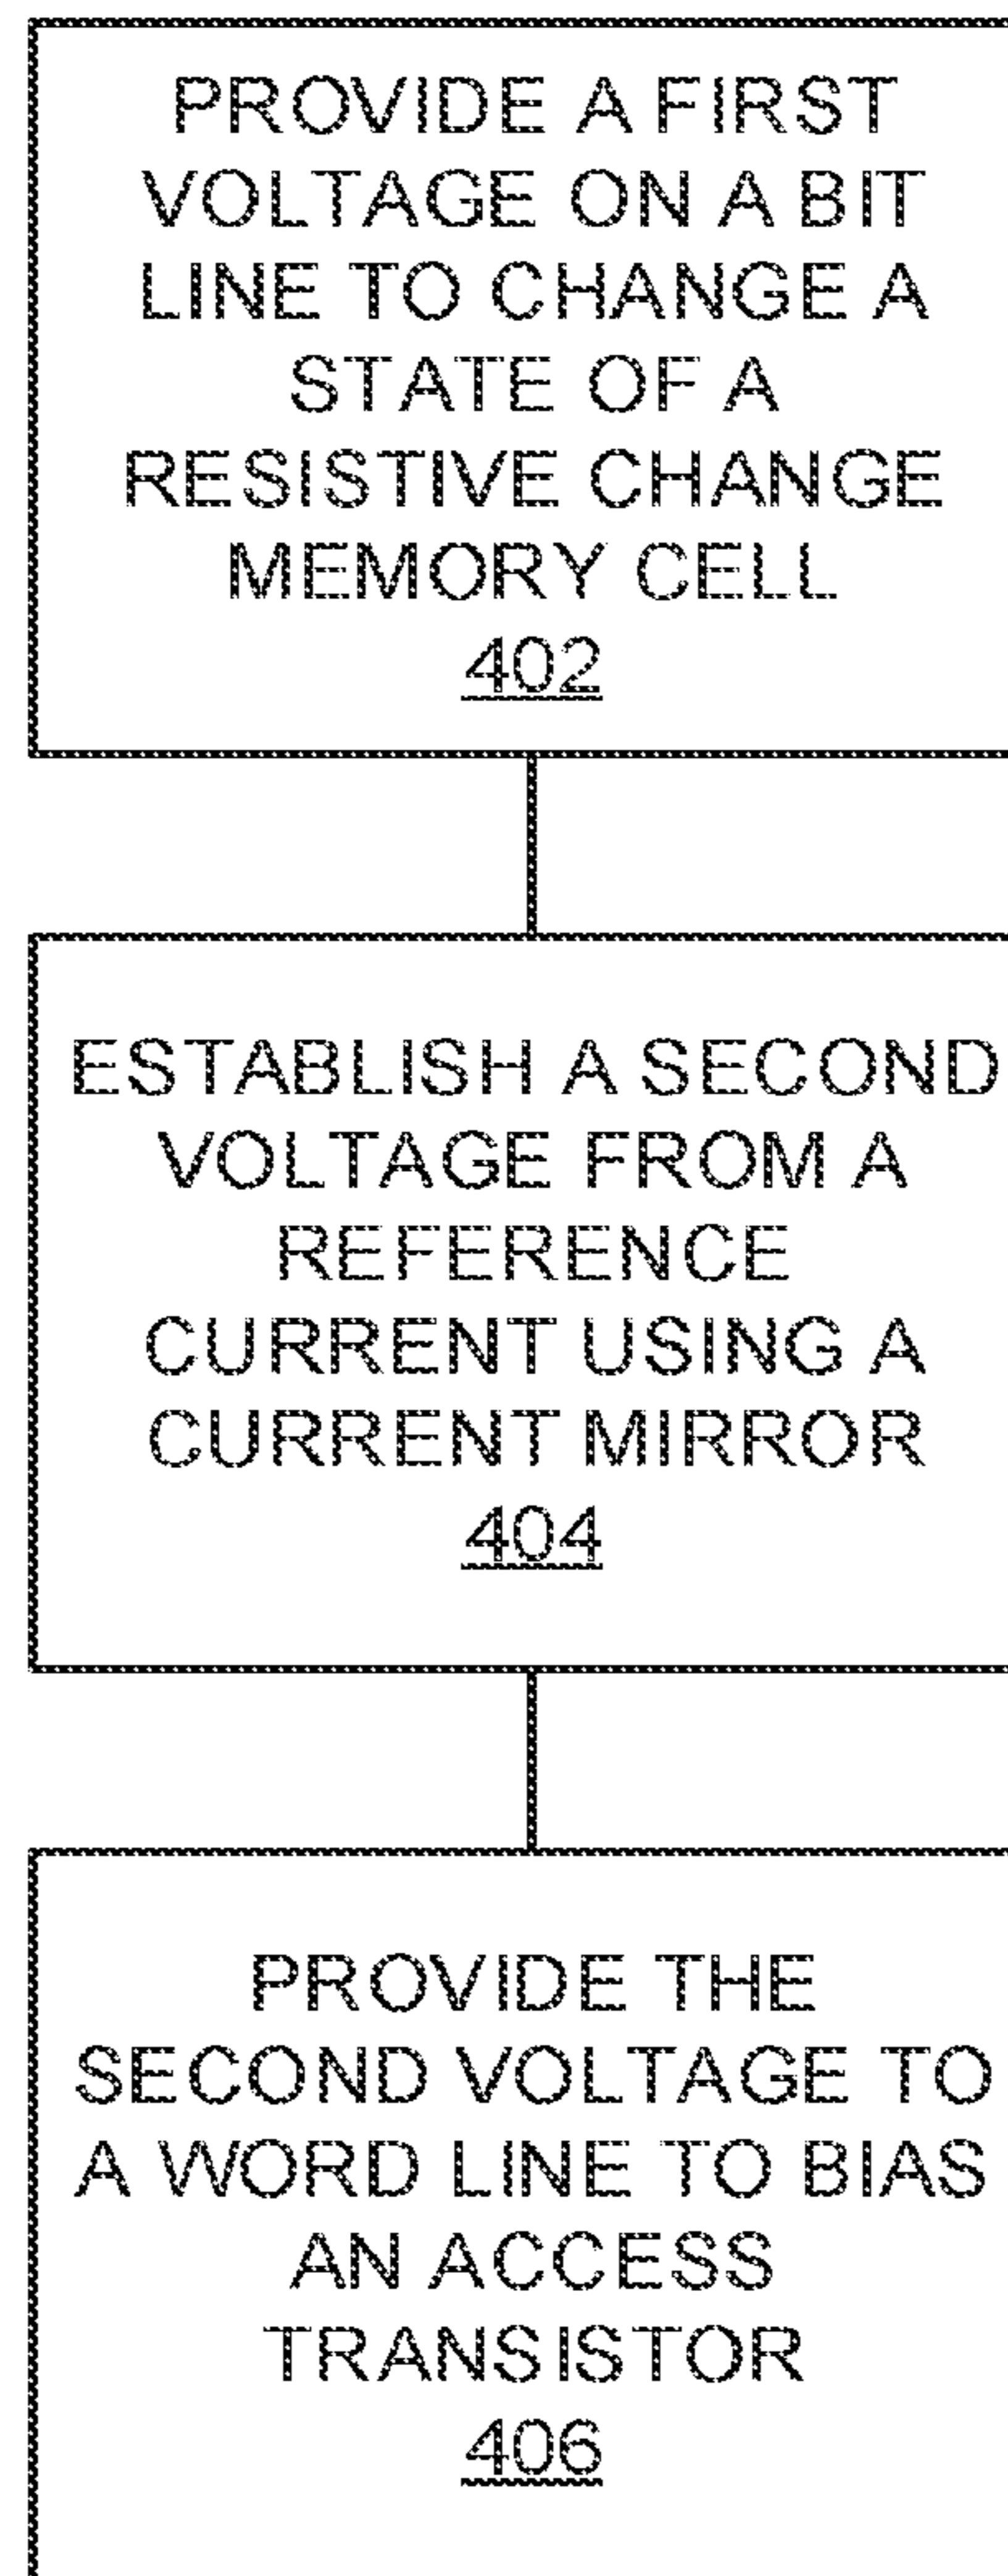 PROVIDE A FIRST
VOLTAGE ON A BIT
LINE TO CHANGE A
STATE OF A
RESISTIVE CHANGE
MEMORY CELL
402
ESTABLISH A SECOND
VOLTAGE FROM A
REFERENCE
CURRENT USING A
CURRENT MIRROR
404
PROVIDE THE
SECOND VOLTAGE TO
A WORD LINE TO BIAS
AN ACCESS
TRANSISTOR
406